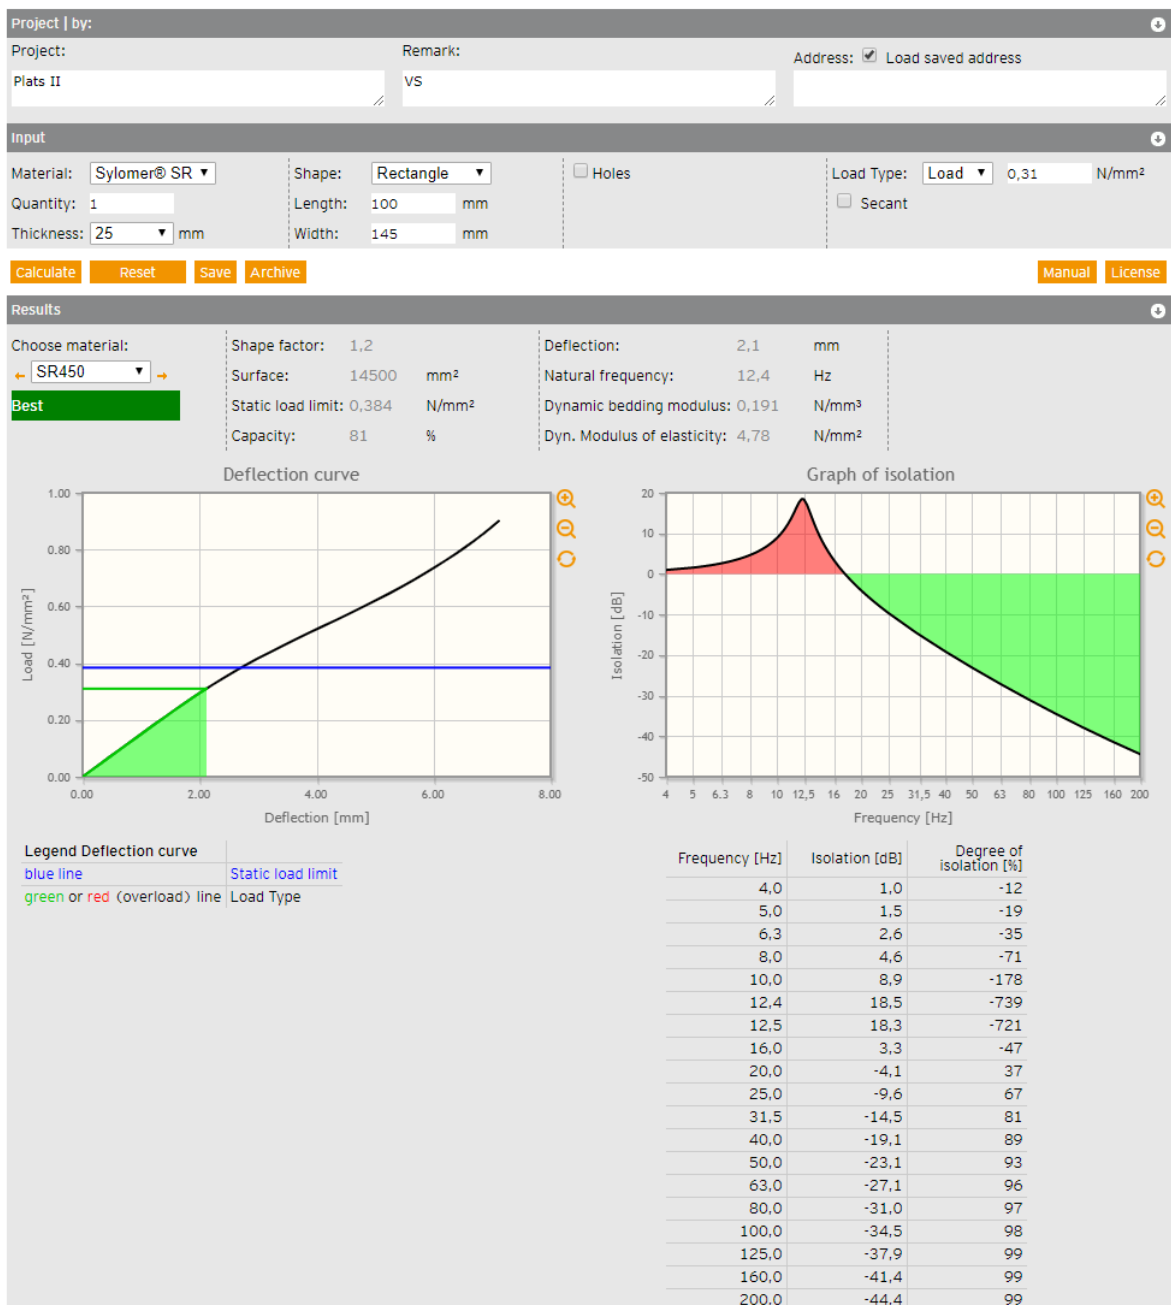 Project | by:
Project:
Remark:
Address: Load saved address
Plats II
VS
Input
Material: Sylomer® SR
Shape: Rectangle
Holes
Load Type: Load 0,31 N/mm²
Quantity: 1
Length: 100 mm
Secant
Thickness: 25 mm
Width: 145 mm
Calculate Reset Save Archive Manual License
Results
Choose material:
Shape factor: 1,2
Deflection: 2,1 mm
← SR450 →
Surface: 14500 mm²
Natural frequency: 12,4 Hz
Best
Static load limit: 0,384 N/mm²
Dynamic bedding modulus: 0,191 N/mm³
Capacity: 81 %
Dyn. Modulus of elasticity: 4,78 N/mm²
Deflection curve
1.00
0.80
0.60
0.40
0.20
0.00
Load [N/mm²]
0.00 2.00 4.00 6.00 8.00
Deflection [mm]
Graph of isolation
20
10
0
-10
-20
-30
-40
-50
Isolation [dB]
4 5 6.3 8 10 12,5 16 20 25 31,5 40 50 63 80 100 125 160 200
Frequency [Hz]
Legend Deflection curve
blue line Static load limit
green or red (overload) line Load Type
Frequency [Hz] Isolation [dB] Degree of isolation [%]
4,0 1,0 -12
5,0 1,5 -19
6,3 2,6 -35
8,0 4,6 -71
10,0 8,9 -178
12,4 18,5 -739
12,5 18,3 -721
16,0 3,3 -47
20,0 -4,1 37
25,0 -9,6 67
31,5 -14,5 81
40,0 -19,1 89
50,0 -23,1 93
63,0 -27,1 96
80,0 -31,0 97
100,0 -34,5 98
125,0 -37,9 99
160,0 -41,4 99
200,0 -44,4 99